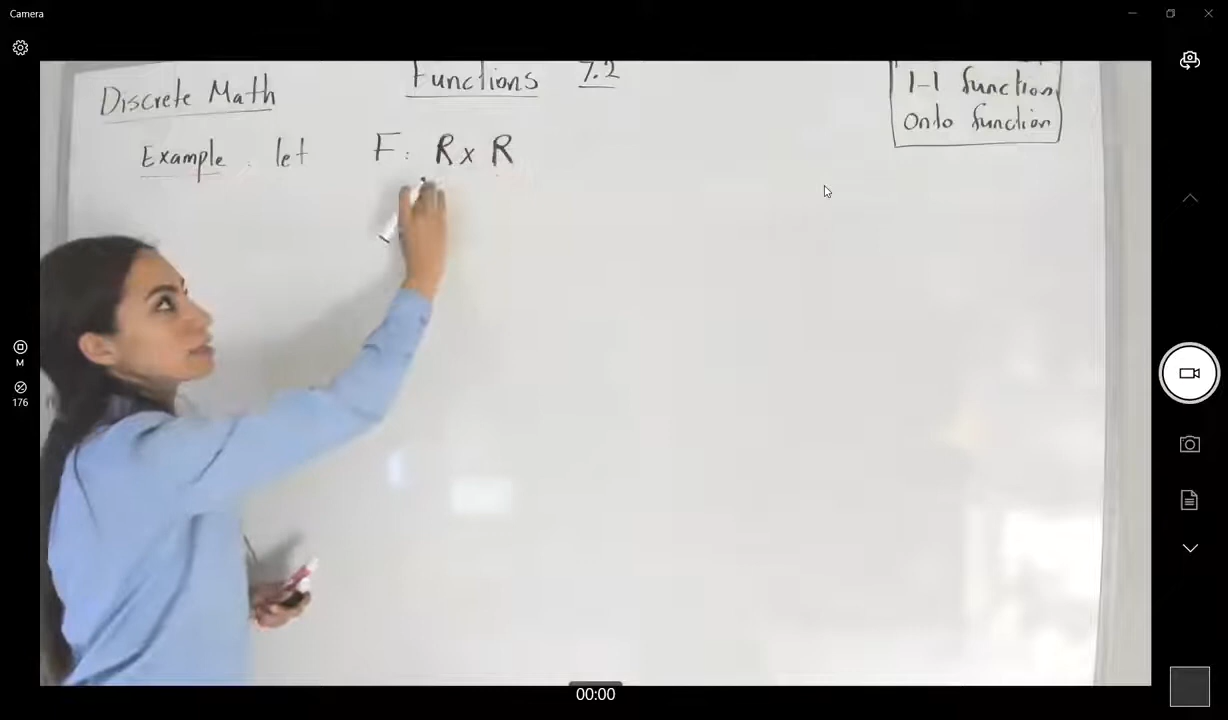 Camera
Discrete Math
Functions 7.2
1-1 function
Onto function
Example. let F: R x R
M
176
00:00